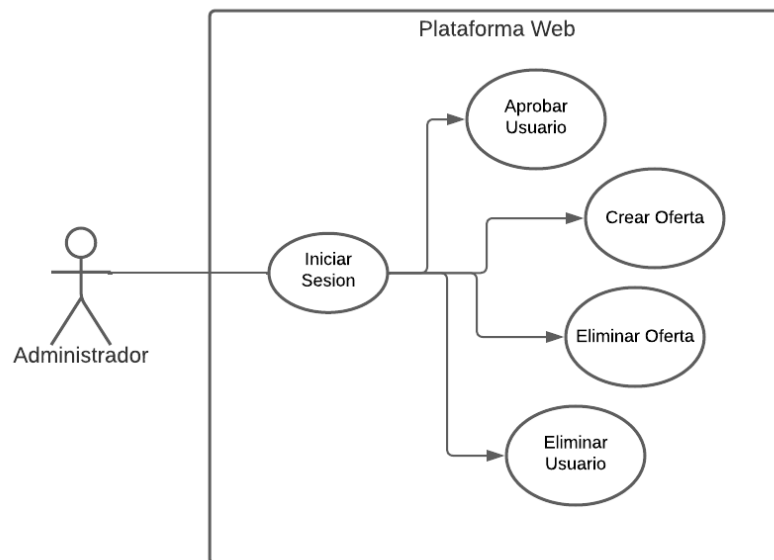 Plataforma Web
Aprobar
Usuario
Crear Oferta
Iniciar
Sesion
Eliminar Oferta
Administrador
Eliminar
Usuario